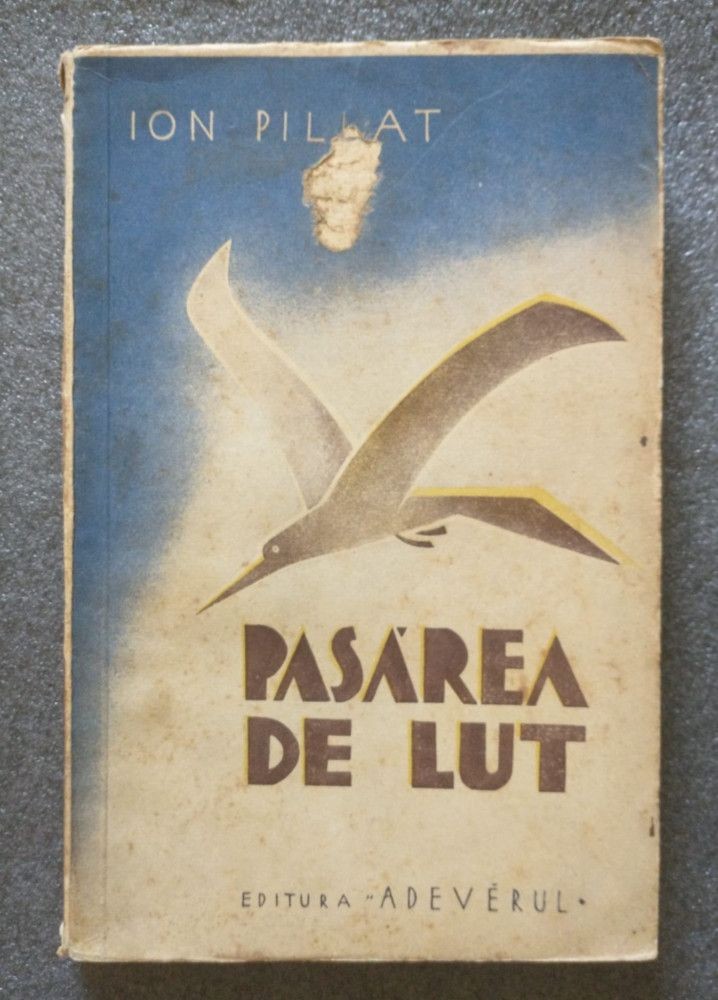 ION PILLAT
PASĂREA
DE LUT
EDITURA "ADEVĔRUL"